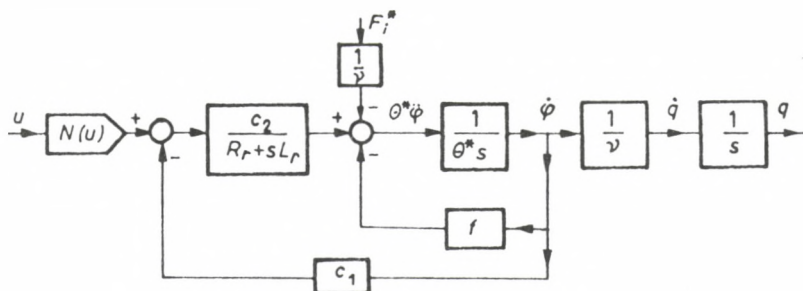 F_i^*
1/ν
u
N(u)
+
−
c_2 / (R_r + sL_r)
+
−
−
Θ*φ̈
1 / (Θ*s)
φ̇
1/ν
q̇
1/s
q
f
c_1